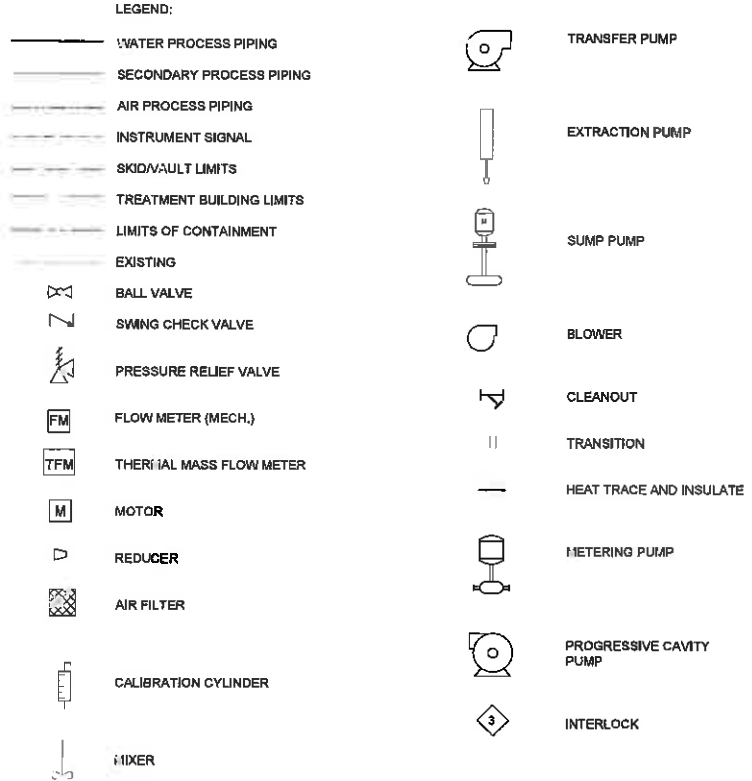 LEGEND:
WATER PROCESS PIPING
SECONDARY PROCESS PIPING
AIR PROCESS PIPING
INSTRUMENT SIGNAL
SKID/VAULT LIMITS
TREATMENT BUILDING LIMITS
LIMITS OF CONTAINMENT
EXISTING
BALL VALVE
SWING CHECK VALVE
PRESSURE RELIEF VALVE
FM FLOW METER (MECH.)
TFM THERMAL MASS FLOW METER
M MOTOR
REDUCER
AIR FILTER
CALIBRATION CYLINDER
MIXER
TRANSFER PUMP
EXTRACTION PUMP
M
SUMP PUMP
BLOWER
CLEANOUT
TRANSITION
HEAT TRACE AND INSULATE
METERING PUMP
PROGRESSIVE CAVITY
PUMP
3 INTERLOCK